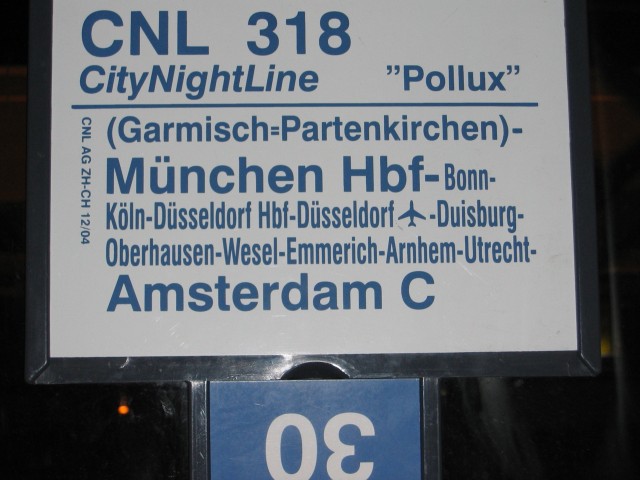 CNL 318
CityNightLine "Pollux"
(Garmisch=Partenkirchen)-
München Hbf-Bonn-
Köln-Düsseldorf Hbf-Düsseldorf ✈-Duisburg-
Oberhausen-Wesel-Emmerich-Arnhem-Utrecht-
Amsterdam C
CNL AG ZH-CH 12/04
30